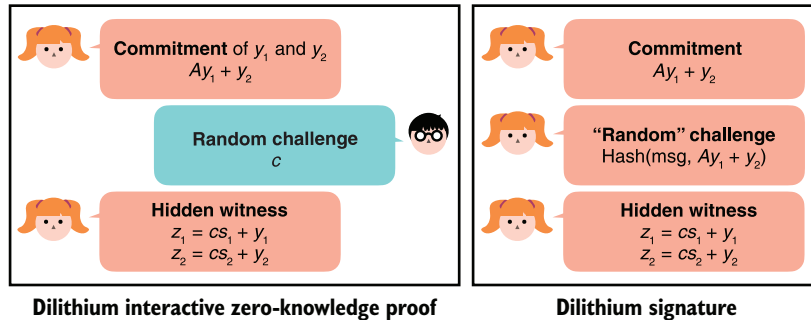 Commitment of y₁ and y₂
Ay₁ + y₂
Random challenge
c
Hidden witness
z₁ = cs₁ + y₁
z₂ = cs₂ + y₂
Dilithium interactive zero-knowledge proof
Commitment
Ay₁ + y₂
“Random” challenge
Hash(msg, Ay₁ + y₂)
Hidden witness
z₁ = cs₁ + y₁
z₂ = cs₂ + y₂
Dilithium signature